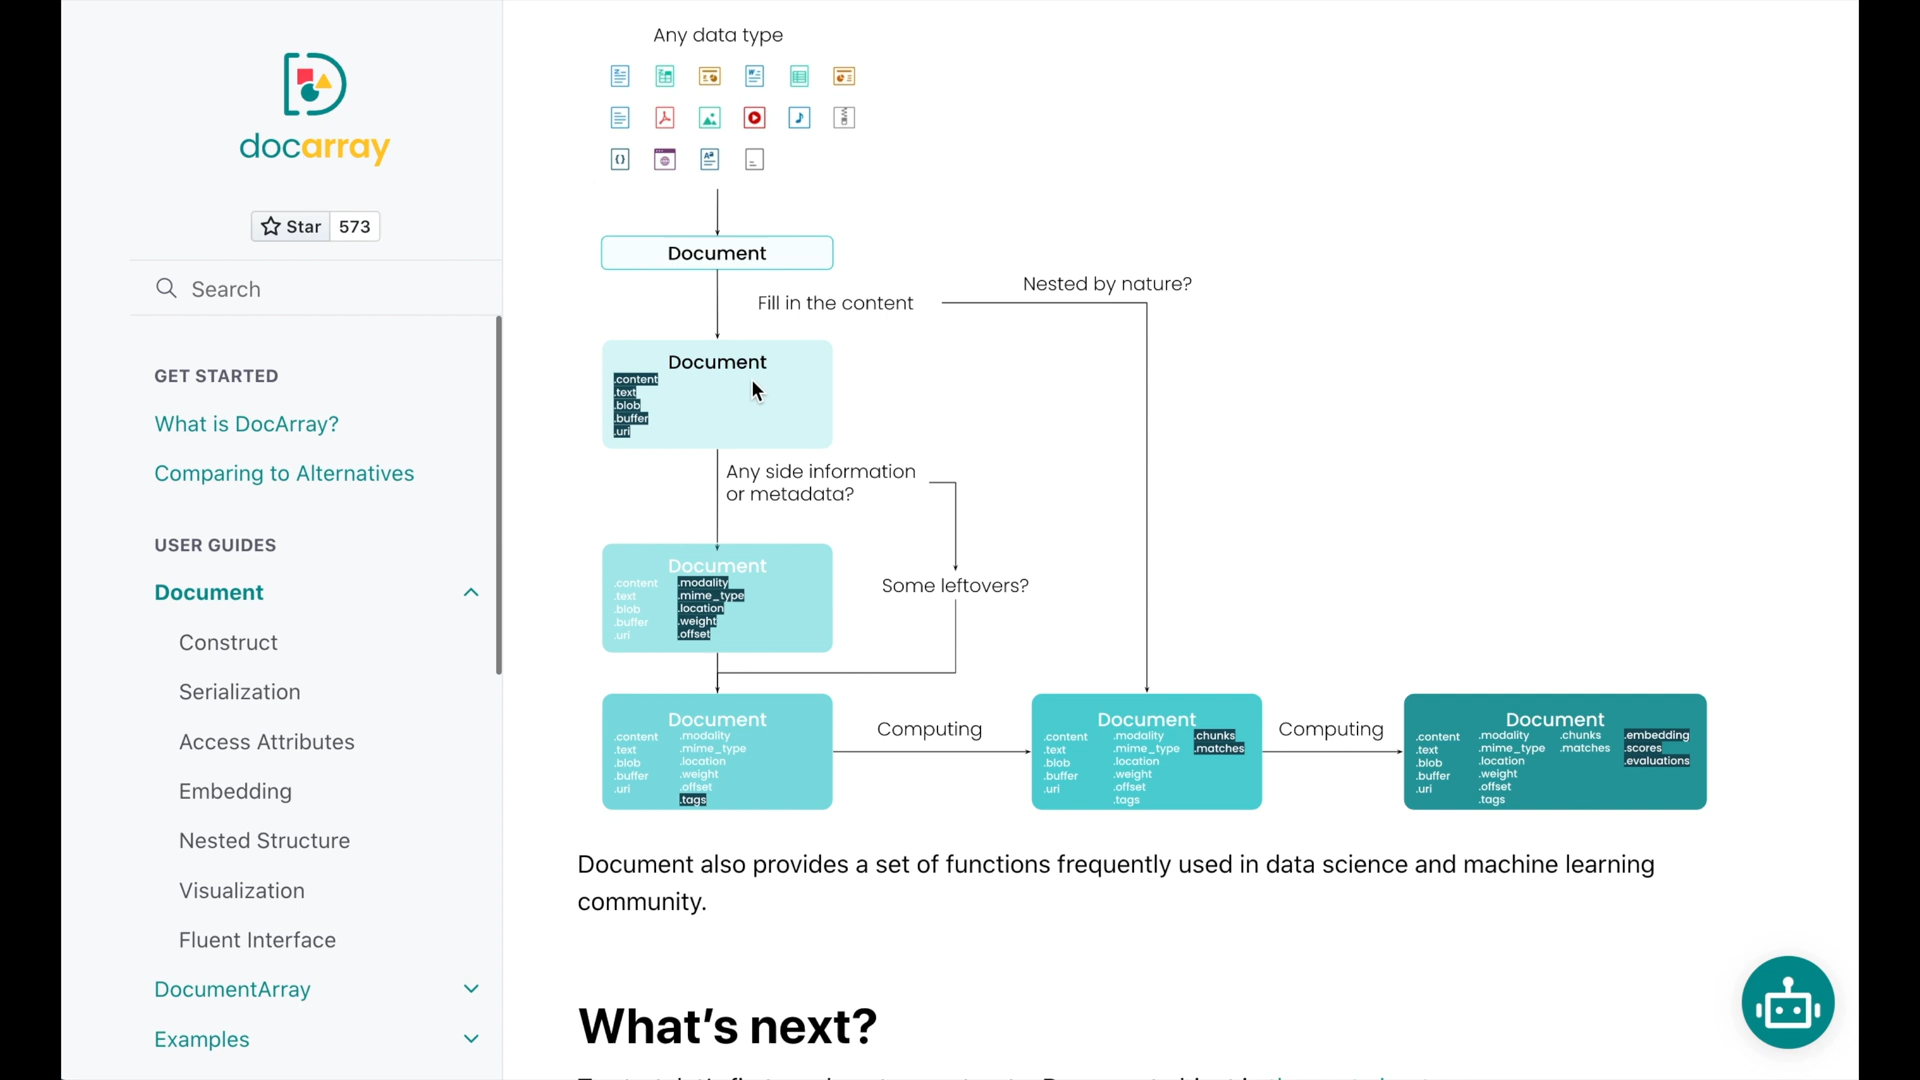 docarray
Star 573
Search
GET STARTED
What is DocArray?
Comparing to Alternatives
USER GUIDES
Document
Construct
Serialization
Access Attributes
Embedding
Nested Structure
Visualization
Fluent Interface
DocumentArray
Examples
Any data type
Document
Fill in the content
Nested by nature?
Document
.content
.text
.blob
.buffer
.uri
Any side information
or metadata?
Document
.content
.text
.blob
.buffer
.uri
.modality
.mime_type
.location
.weight
.offset
Some leftovers?
Document
.content
.text
.blob
.buffer
.uri
.modality
.mime_type
.location
.weight
.offset
.tags
Computing
Document
.content
.text
.blob
.buffer
.uri
.modality
.mime_type
.location
.weight
.offset
.tags
.chunks
.matches
Computing
Document
.content
.text
.blob
.buffer
.uri
.modality
.mime_type
.location
.weight
.offset
.tags
.chunks
.matches
.embedding
.scores
.evaluations
Document also provides a set of functions frequently used in data science and machine learning
community.
What's next?